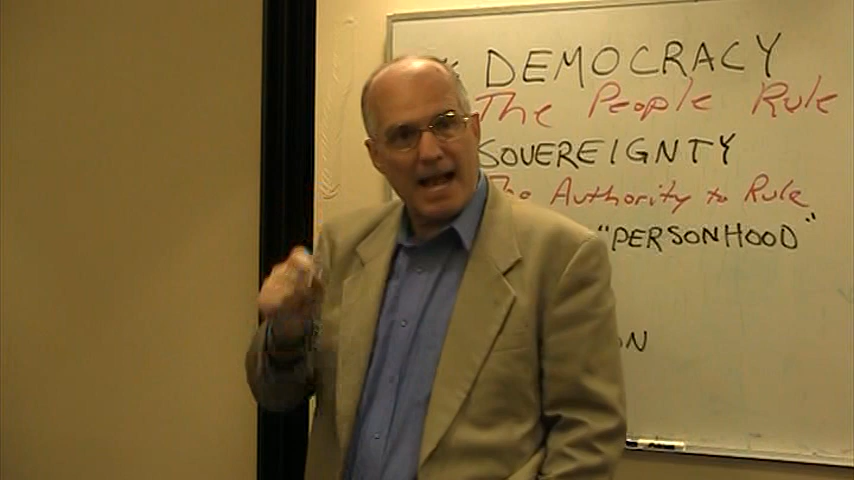 DEMOCRACY
The People Rule
SOVEREIGNTY
The Authority to Rule
"PERSONHOOD"